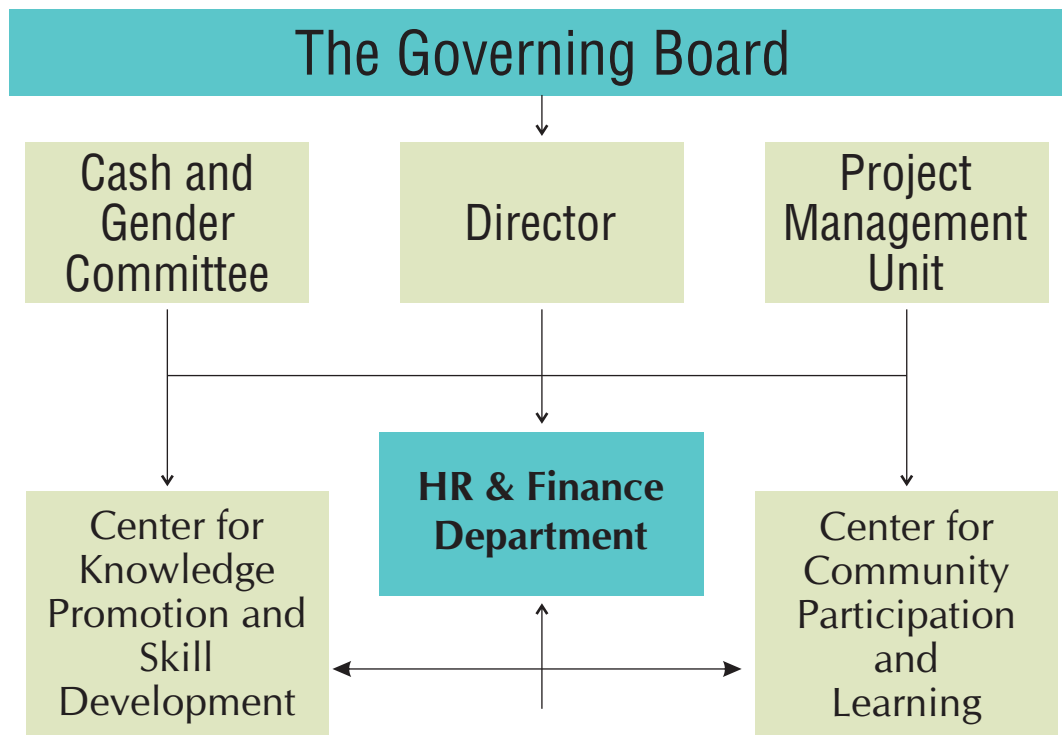 The Governing Board
Cash and
Gender
Committee
Director
Project
Management
Unit
HR & Finance
Department
Center for
Knowledge
Promotion and
Skill
Development
Center for
Community
Participation
and
Learning